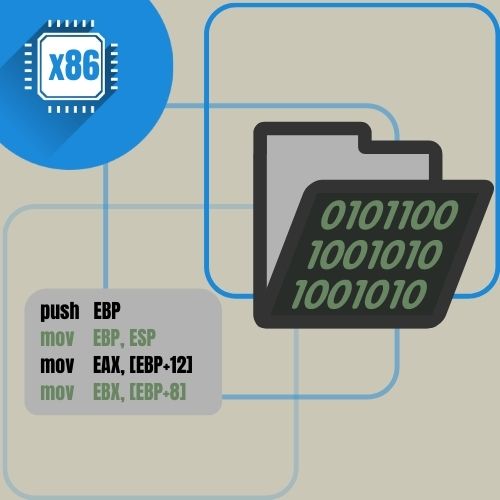 x86
0101100
1001010
1001010
push EBP
mov EBP, ESP
mov EAX, [EBP+12]
mov EBX, [EBP+8]